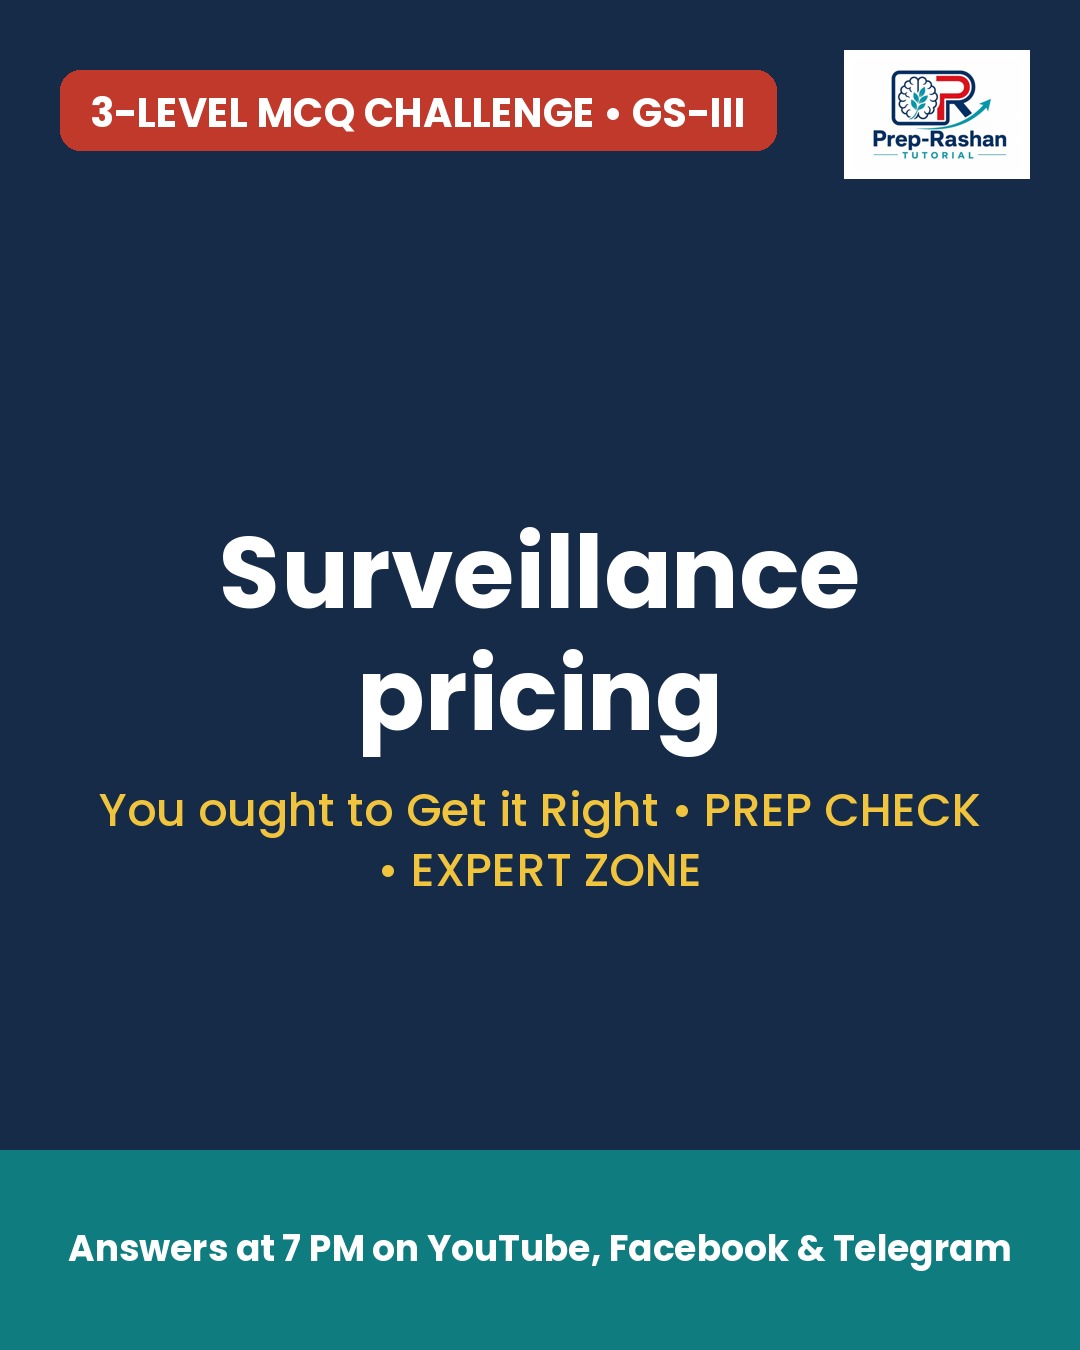 3-LEVEL MCQ CHALLENGE • GS-III
Prep-Rashan
TUTORIAL
Surveillance
pricing
You ought to Get it Right • PREP CHECK
• EXPERT ZONE
Answers at 7 PM on YouTube, Facebook & Telegram